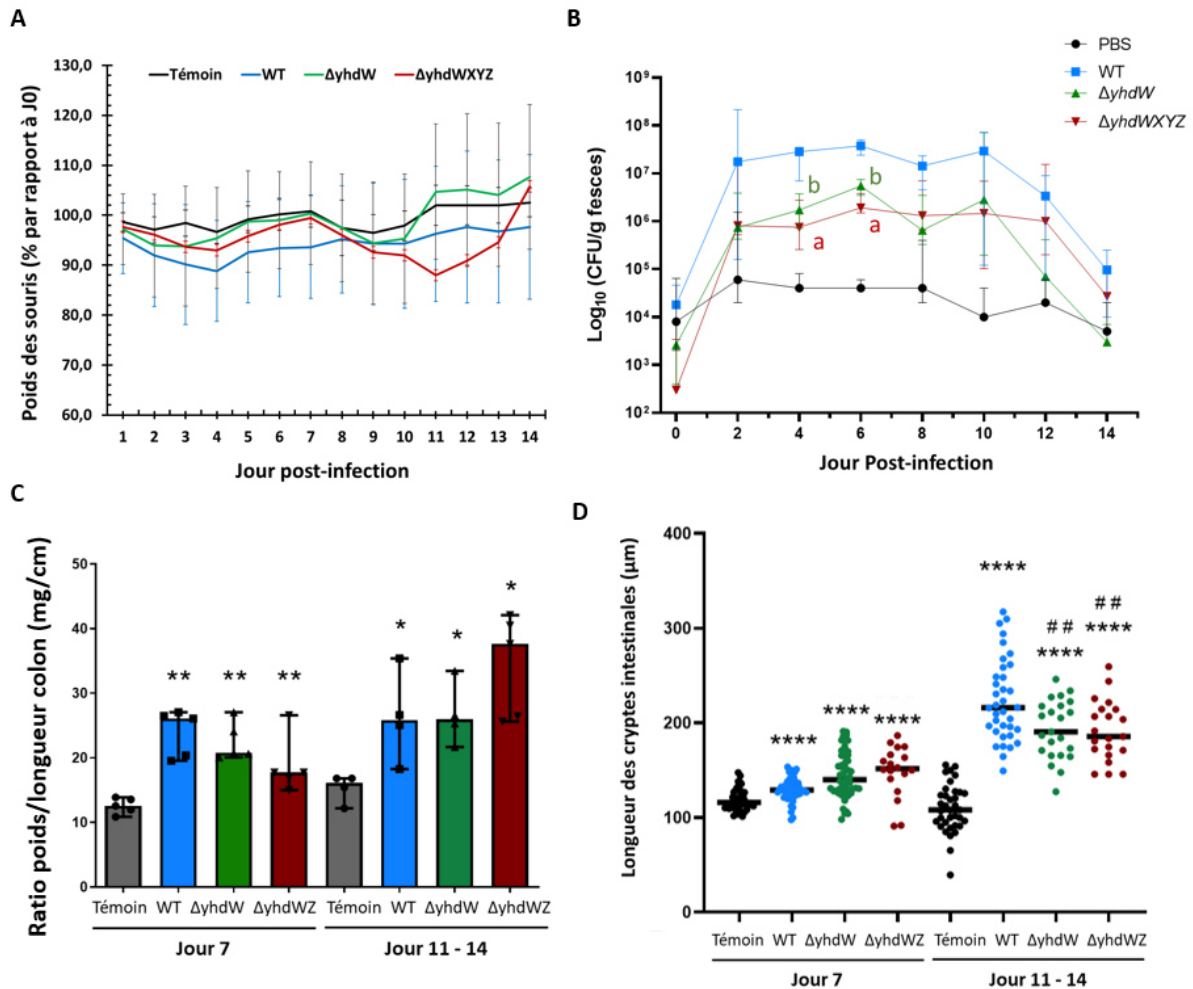 A
Poids des souris (% par rapport à J0)
130,0
120,0
110,0
100,0
90,0
80,0
70,0
60,0
Témoin WT ΔyhdW ΔyhdWXYZ
1 2 3 4 5 6 7 8 9 10 11 12 13 14
Jour post-infection
B
PBS
WT
ΔyhdW
ΔyhdWXYZ
Log10 (CFU/g fesces)
10⁹
10⁸
10⁷
10⁶
10⁵
10⁴
10³
10²
b b
a a
0 2 4 6 8 10 12 14
Jour Post-infection
C
Ratio poids/longueur colon (mg/cm)
50
40
30
20
10
0
** ** ** * * *
Témoin WT ΔyhdW ΔyhdWZ Témoin WT ΔyhdW ΔyhdWZ
Jour 7 Jour 11 - 14
D
Longueur des cryptes intestinales (µm)
400
300
200
100
0
**** **** **** **** ## **** ## ****
Témoin WT ΔyhdW ΔyhdWZ Témoin WT ΔyhdW ΔyhdWZ
Jour 7 Jour 11 - 14